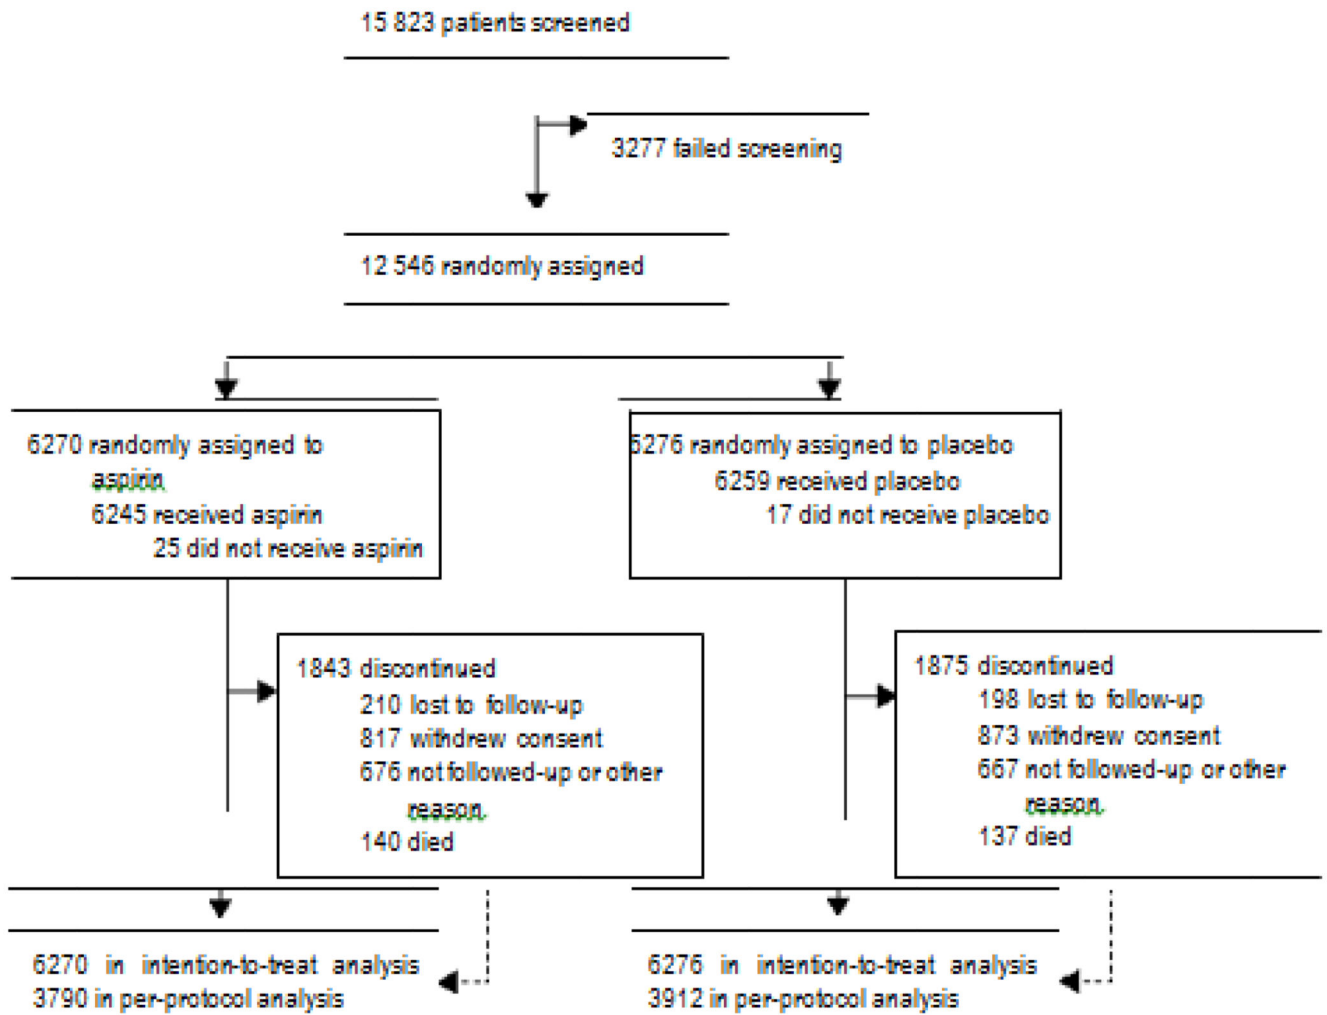 15 823 patients screened
3277 failed screening
12 546 randomly assigned
6270 randomly assigned to
aspirin
6245 received aspirin
25 did not receive aspirin
6276 randomly assigned to placebo
6259 received placebo
17 did not receive placebo
1843 discontinued
210 lost to follow-up
817 withdrew consent
676 not followed-up or other
reason.
140 died
1875 discontinued
198 lost to follow-up
873 withdrew consent
667 not followed-up or other
reason.
137 died
6270 in intention-to-treat analysis
3790 in per-protocol analysis
6276 in intention-to-treat analysis
3912 in per-protocol analysis